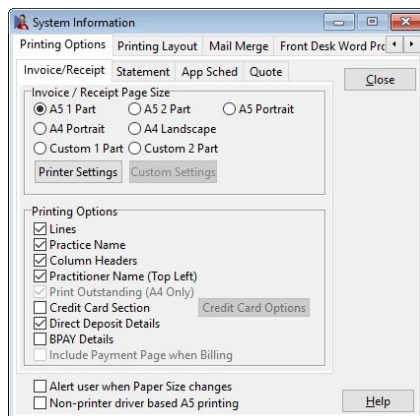 System Information
Printing Options Printing Layout Mail Merge Front Desk Word Prc
Invoice/Receipt Statement App Sched Quote
Close
Invoice / Receipt Page Size
A5 1 Part A5 2 Part A5 Portrait
A4 Portrait A4 Landscape
Custom 1 Part Custom 2 Part
Printer Settings Custom Settings
Printing Options
Lines
Practice Name
Column Headers
Practitioner Name (Top Left)
Print Outstanding (A4 Only)
Credit Card Section Credit Card Options
Direct Deposit Details
BPAY Details
Include Payment Page when Billing
Alert user when Paper Size changes
Non-printer driver based A5 printing
Help